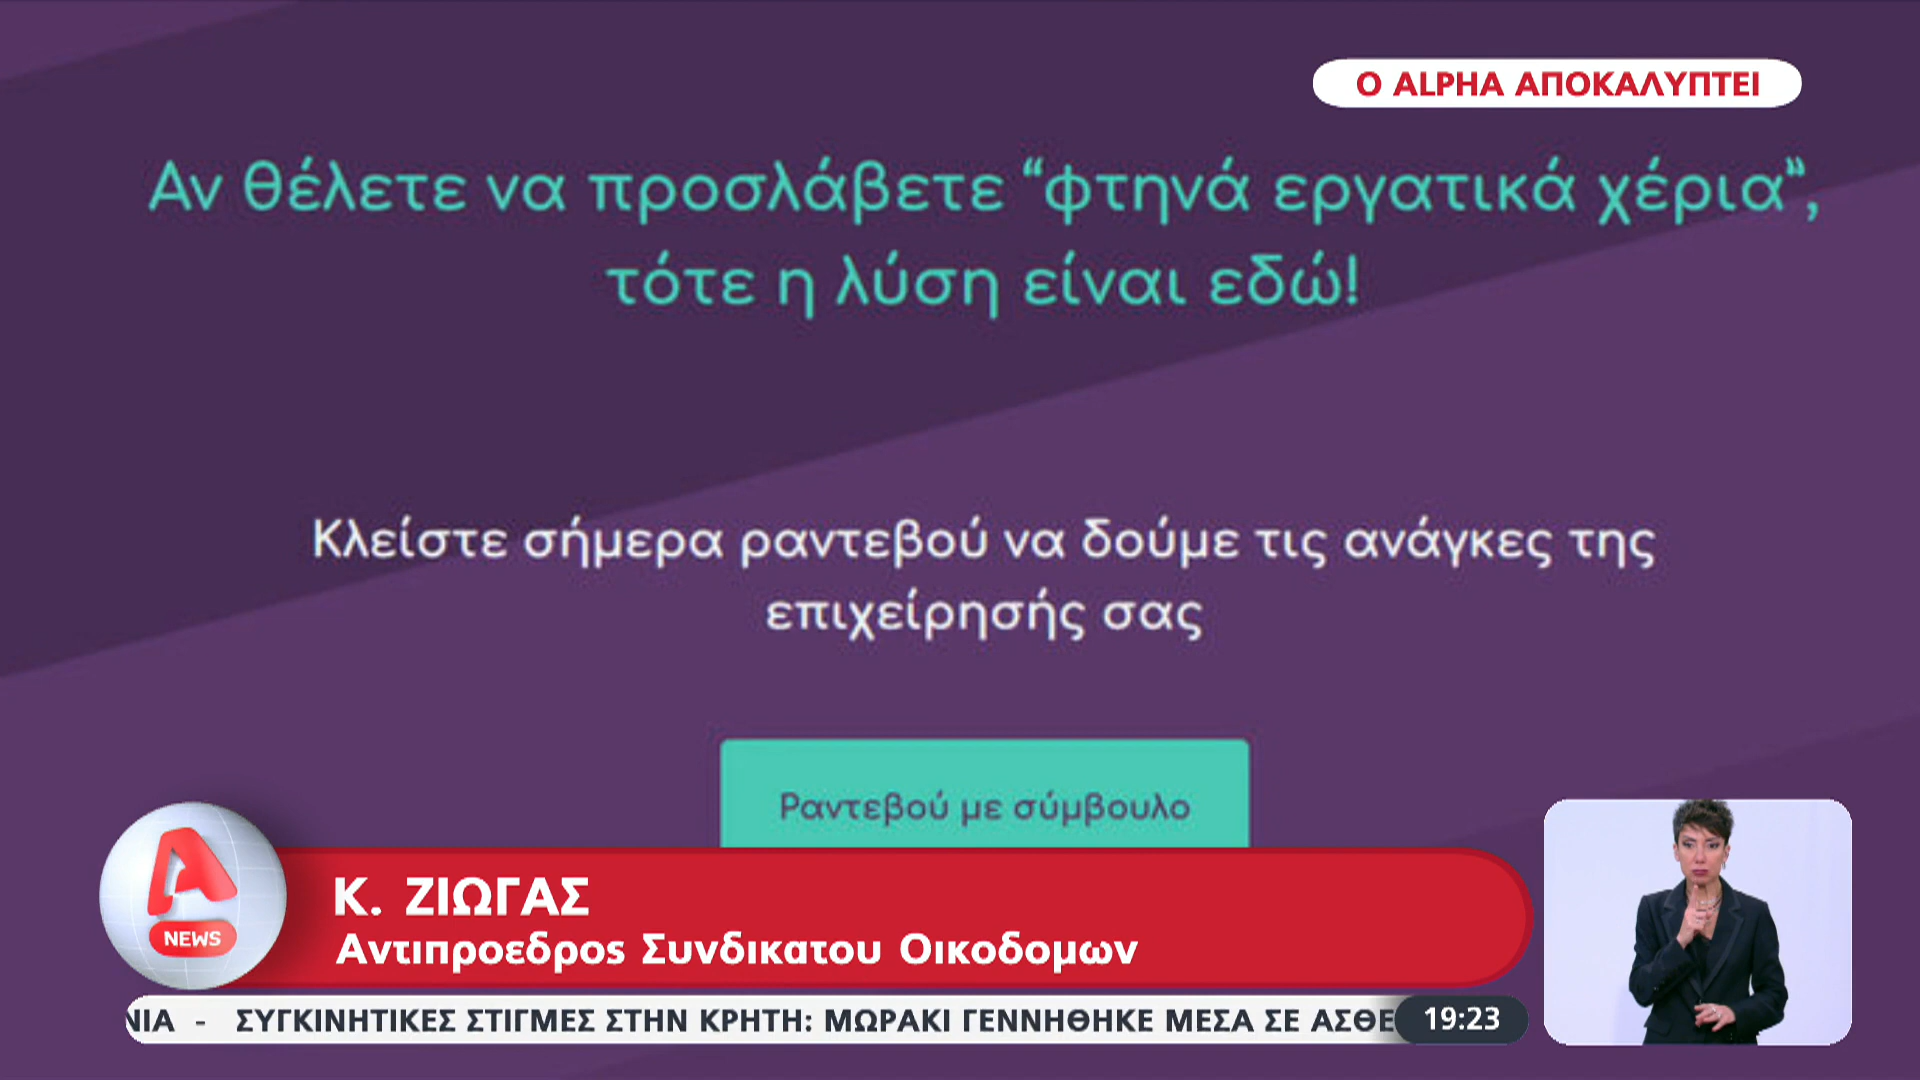 Ο ALPHA ΑΠΟΚΑΛΥΠΤΕΙ
Αν θέλετε να προσλάβετε “φτηνά εργατικά χέρια”,
τότε η λύση είναι εδώ!
Κλείστε σήμερα ραντεβού να δούμε τις ανάγκες της
επιχείρησής σας
Ραντεβού με σύμβουλο
Κ. ΖΙΩΓΑΣ
Αντιπροεδρος Συνδικατου Οικοδομων
NEWS
ΝΙΑ - ΣΥΓΚΙΝΗΤΙΚΕΣ ΣΤΙΓΜΕΣ ΣΤΗΝ ΚΡΗΤΗ: ΜΩΡΑΚΙ ΓΕΝΝΗΘΗΚΕ ΜΕΣΑ ΣΕ ΑΣΘΕ
19:23